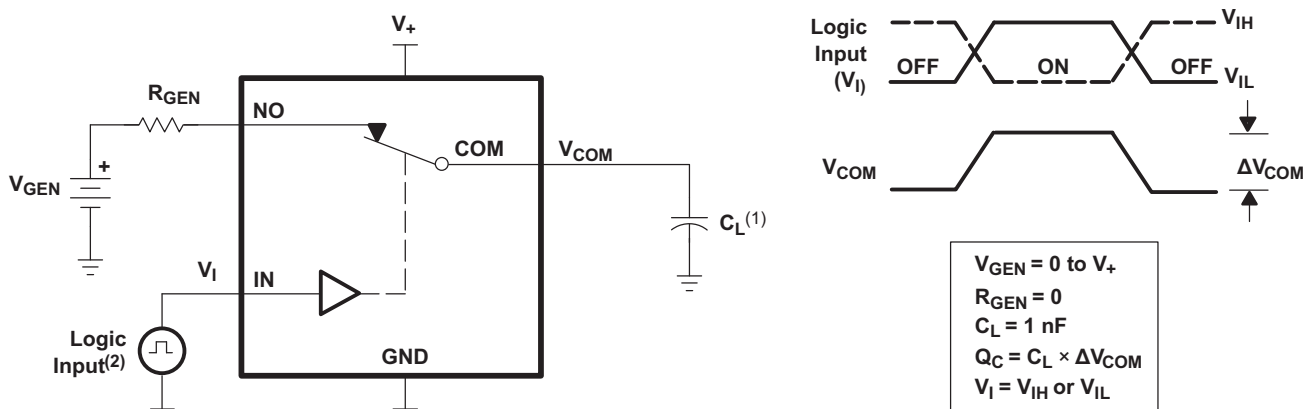 V+
RGEN
NO
COM
VCOM
VGEN
+
CL(1)
VI
IN
Logic
Input(2)
GND
Logic
Input
(VI)
OFF
ON
OFF
VIH
VIL
VCOM
ΔVCOM
VGEN = 0 to V+
RGEN = 0
CL = 1 nF
QC = CL × ΔVCOM
VI = VIH or VIL